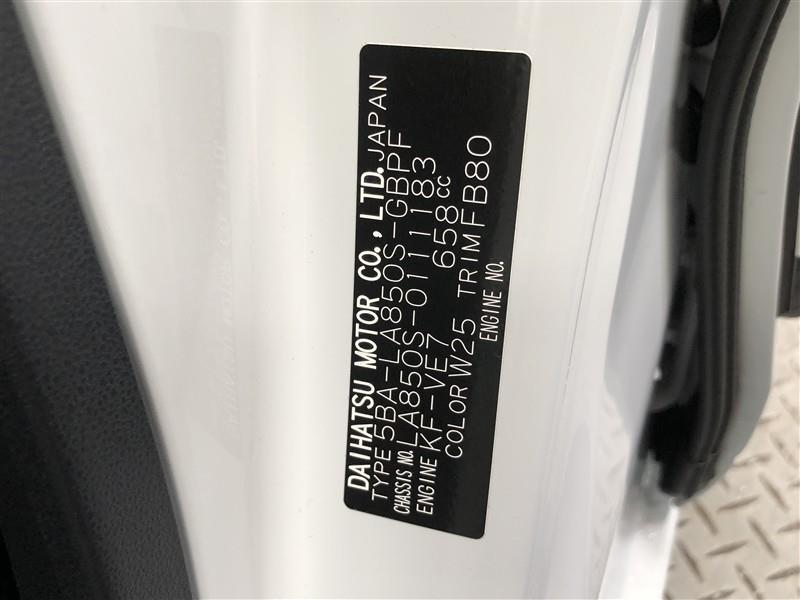 DAIHATSU MOTOR CO., LTD. JAPAN
TYPE 5BA-LA850S-GBPF
CHASSIS NO. LA850S-0111183
ENGINE KF-VE7 658cc
COLOR W25 TRIM FB80
ENGINE NO.